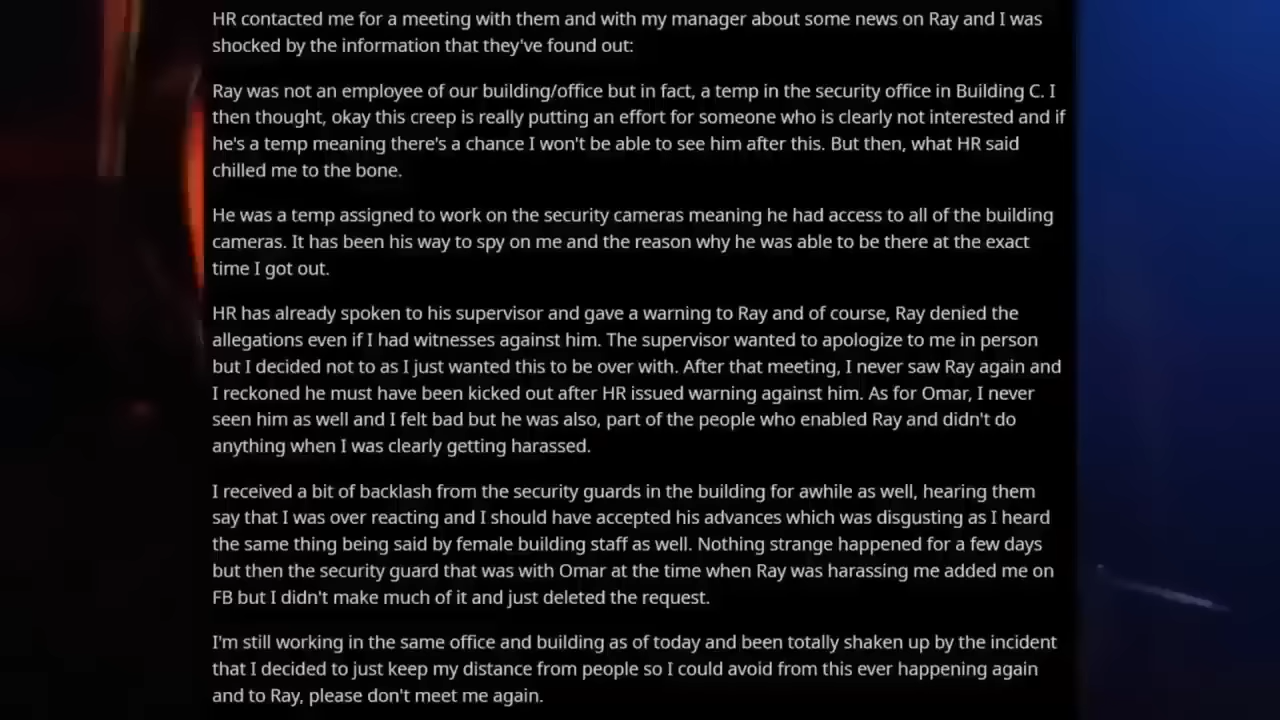 HR contacted me for a meeting with them and with my manager about some news on Ray and I was
shocked by the information that they've found out:
Ray was not an employee of our building/office but in fact, a temp in the security office in Building C. I
then thought, okay this creep is really putting an effort for someone who is clearly not interested and if
he's a temp meaning there's a chance I won't be able to see him after this. But then, what HR said
chilled me to the bone.
He was a temp assigned to work on the security cameras meaning he had access to all of the building
cameras. It has been his way to spy on me and the reason why he was able to be there at the exact
time I got out.
HR has already spoken to his supervisor and gave a warning to Ray and of course, Ray denied the
allegations even if I had witnesses against him. The supervisor wanted to apologize to me in person
but I decided not to as I just wanted this to be over with. After that meeting, I never saw Ray again and
I reckoned he must have been kicked out after HR issued warning against him. As for Omar, I never
seen him as well and I felt bad but he was also, part of the people who enabled Ray and didn't do
anything when I was clearly getting harassed.
I received a bit of backlash from the security guards in the building for awhile as well, hearing them
say that I was over reacting and I should have accepted his advances which was disgusting as I heard
the same thing being said by female building staff as well. Nothing strange happened for a few days
but then the security guard that was with Omar at the time when Ray was harassing me added me on
FB but I didn't make much of it and just deleted the request.
I'm still working in the same office and building as of today and been totally shaken up by the incident
that I decided to just keep my distance from people so I could avoid from this ever happening again
and to Ray, please don't meet me again.